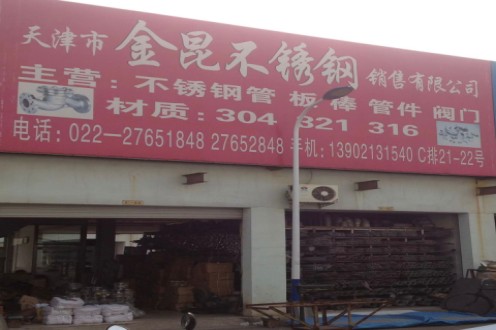 天津市金昆不锈钢销售有限公司
主营：不锈钢管 板 棒 管件 阀门
材质：304 321 316
电话：022—27651848 27652848 手机：13902131540 C排21-22号